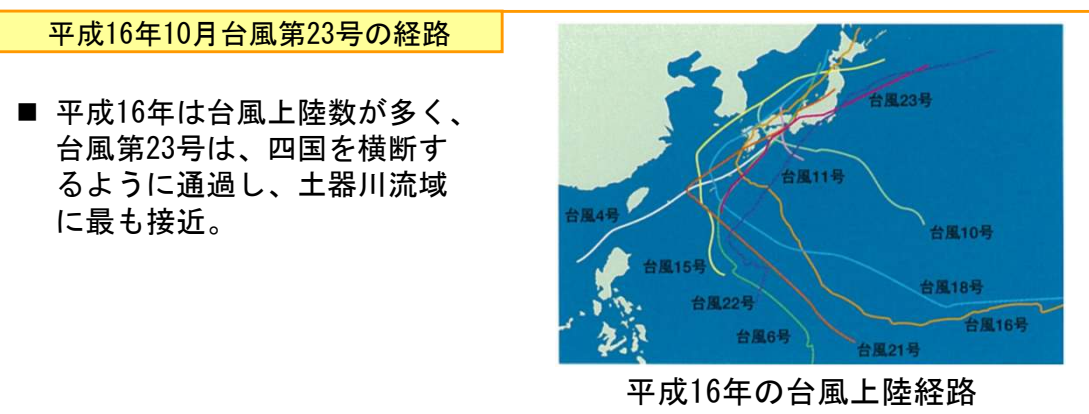 平成16年10月台風第23号の経路
■ 平成16年は台風上陸数が多く、
台風第23号は、四国を横断す
るように通過し、土器川流域
に最も接近。
台風23号
台風11号
台風4号
台風10号
台風15号
台風18号
台風22号
台風16号
台風6号
台風21号
平成16年の台風上陸経路